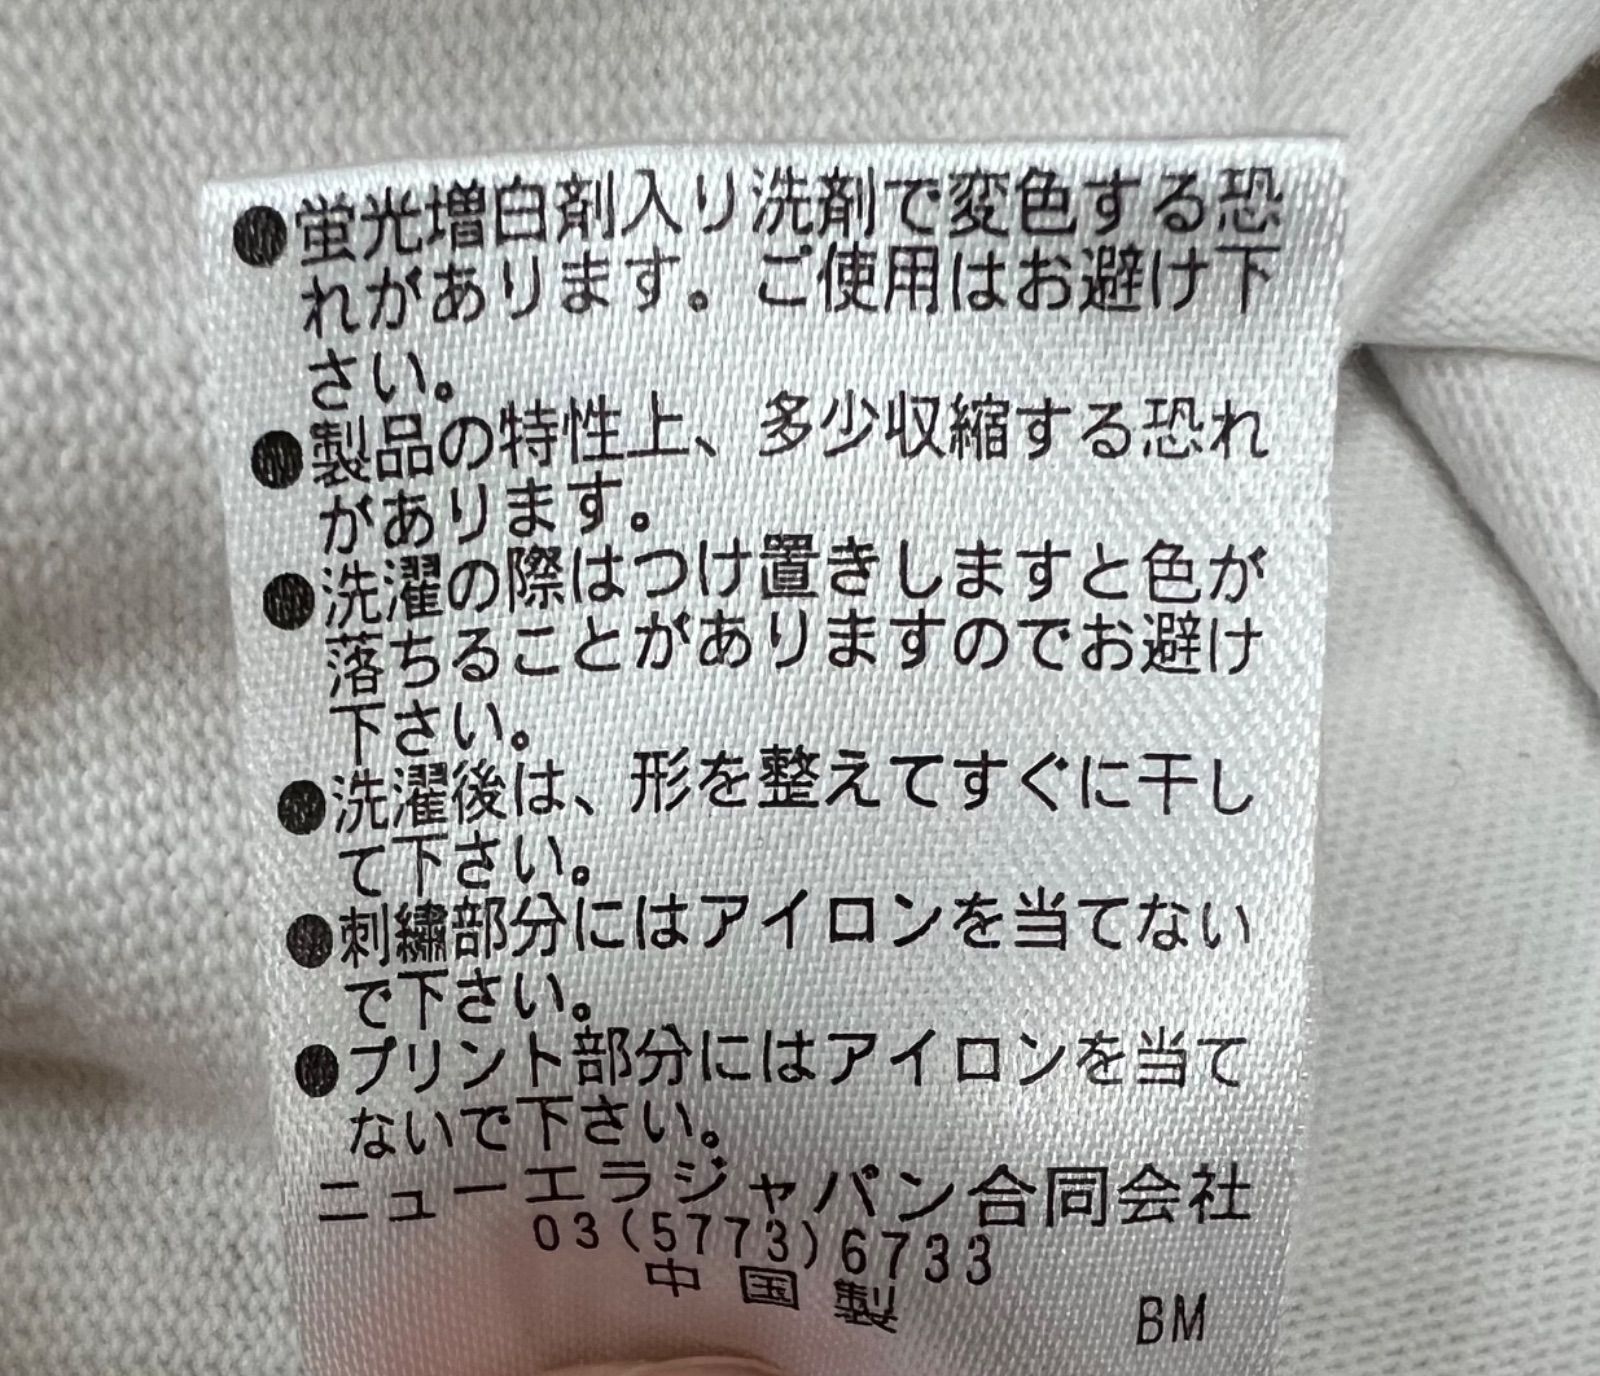 ●蛍光増白剤入り洗剤で変色する恐
れがあります。ご使用はお避け下
さい。
●製品の特性上、多少収縮する恐れ
があります。
●洗濯の際はつけ置きしますと色が
落ちることがありますのでお避け
下さい。
●洗濯後は、形を整えてすぐに干し
て下さい。
●刺繍部分にはアイロンを当てない
で下さい。
●プリント部分にはアイロンを当て
ないで下さい。
ニューエラジャパン合同会社
03(5773)6733
中国製
BM